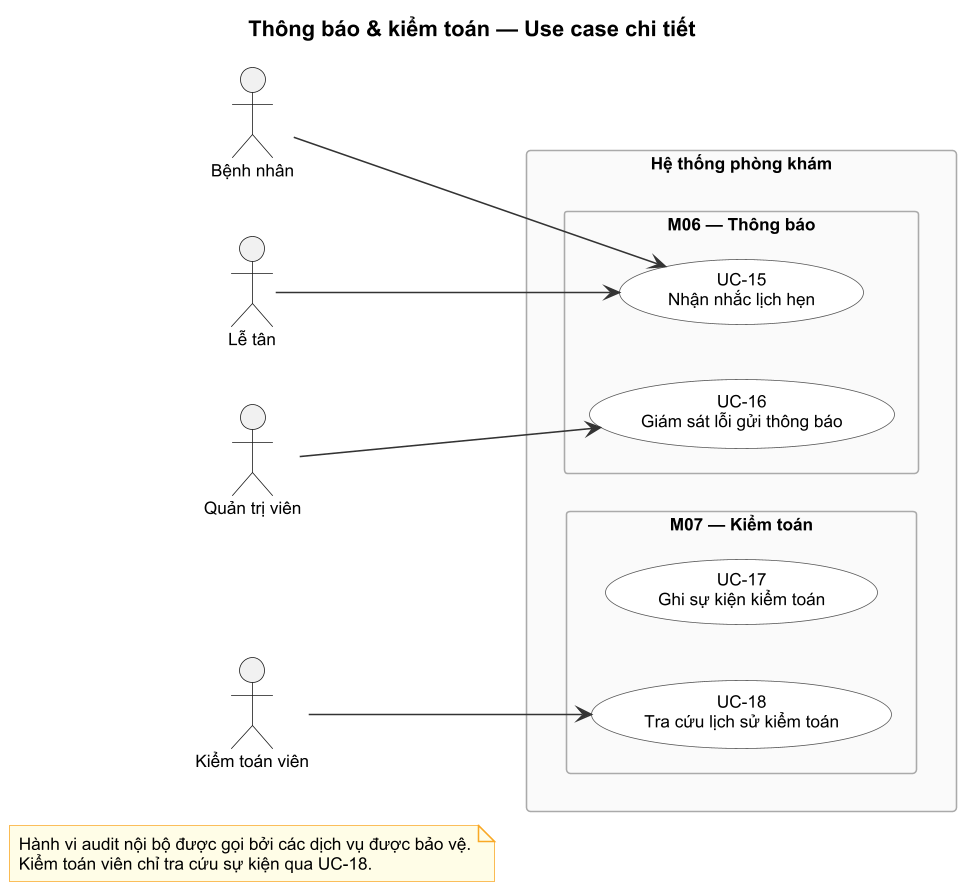 Thông báo & kiểm toán — Use case chi tiết
Bệnh nhân
Hệ thống phòng khám
M06 — Thông báo
UC-15
Nhận nhắc lịch hẹn
Lễ tân
UC-16
Giám sát lỗi gửi thông báo
Quản trị viên
M07 — Kiểm toán
UC-17
Ghi sự kiện kiểm toán
UC-18
Tra cứu lịch sử kiểm toán
Kiểm toán viên
Hành vi audit nội bộ được gọi bởi các dịch vụ được bảo vệ.
Kiểm toán viên chỉ tra cứu sự kiện qua UC-18.